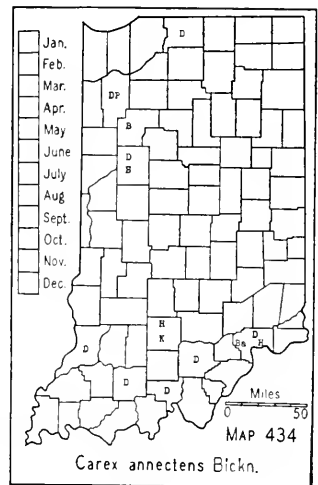 Jan.
Feb.
Mar.
Apr.
May
June
July
Aug
Sept.
Oct.
Nov.
Dec.
D
DP
B
D
B
H
K
D
D
D
D
Ba
D
H
Miles
0 50
MAP 434
Carex annectens Bickn.